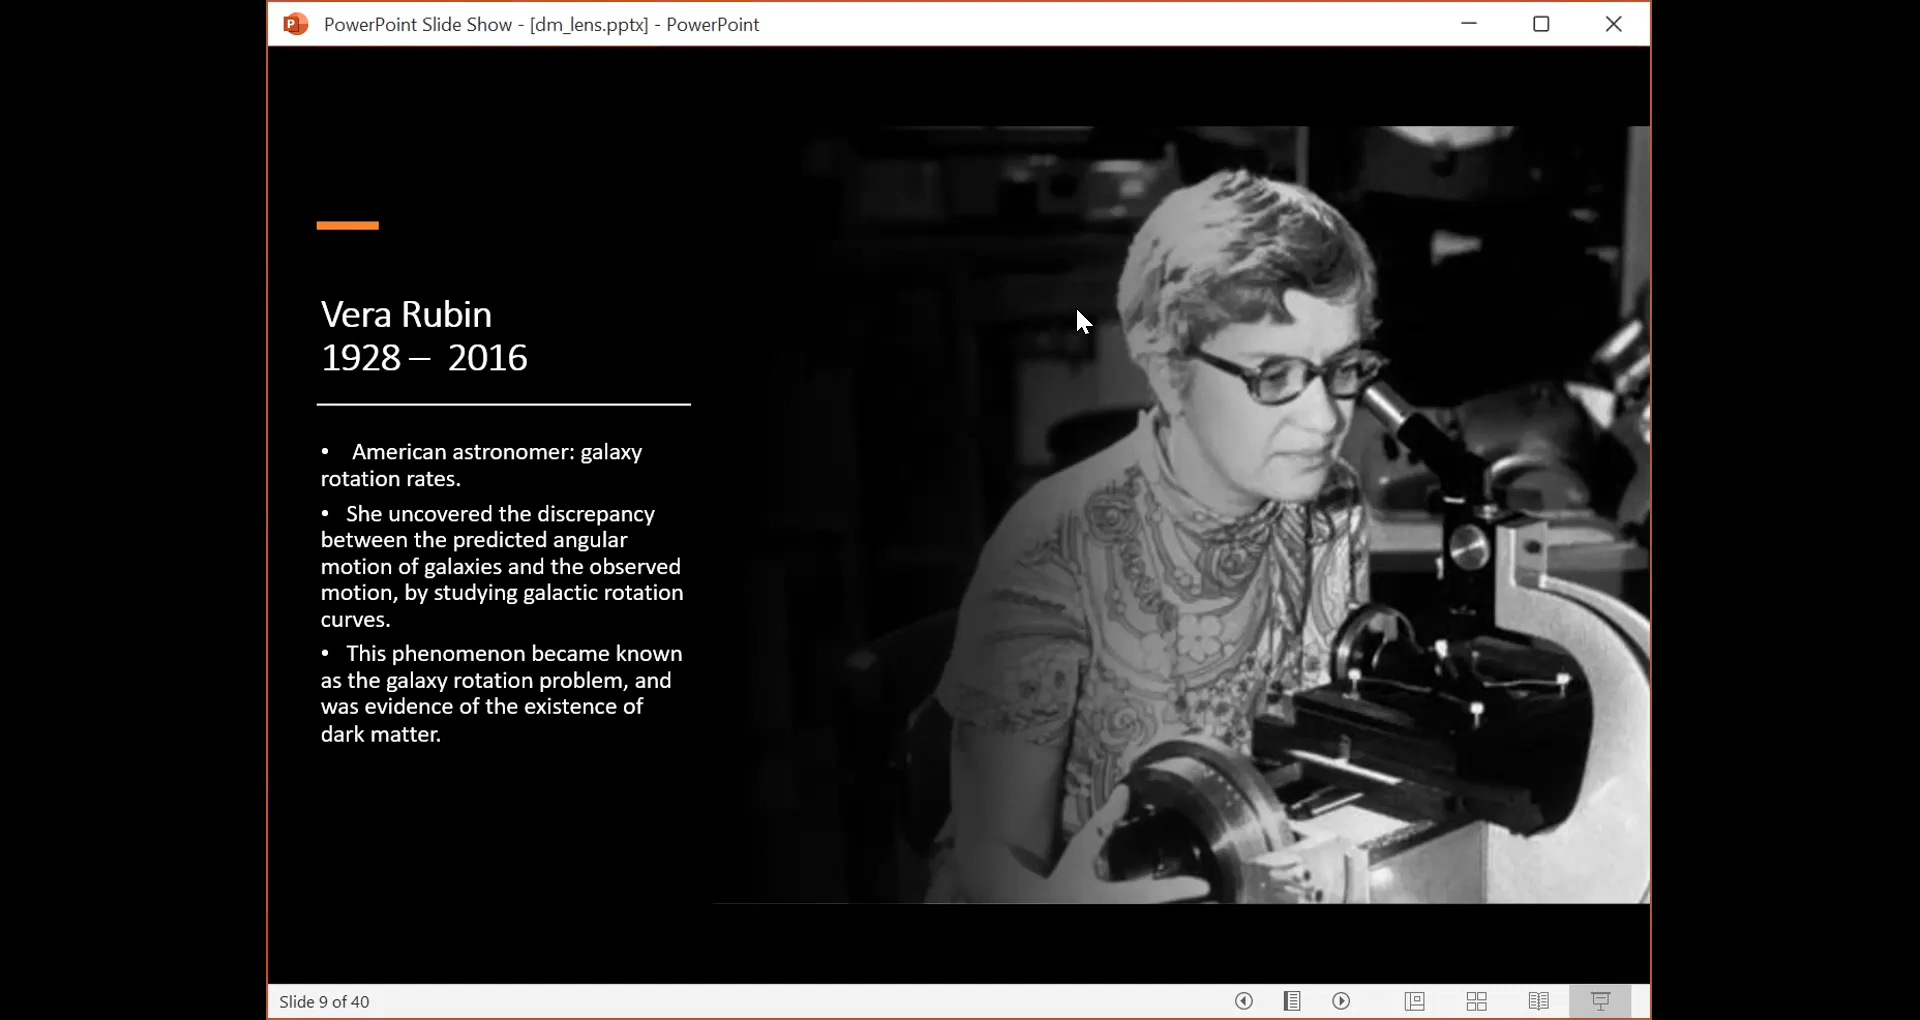 PowerPoint Slide Show - [dm_lens.pptx] - PowerPoint
Vera Rubin
1928 – 2016
• American astronomer: galaxy
rotation rates.
• She uncovered the discrepancy
between the predicted angular
motion of galaxies and the observed
motion, by studying galactic rotation
curves.
• This phenomenon became known
as the galaxy rotation problem, and
was evidence of the existence of
dark matter.
Slide 9 of 40